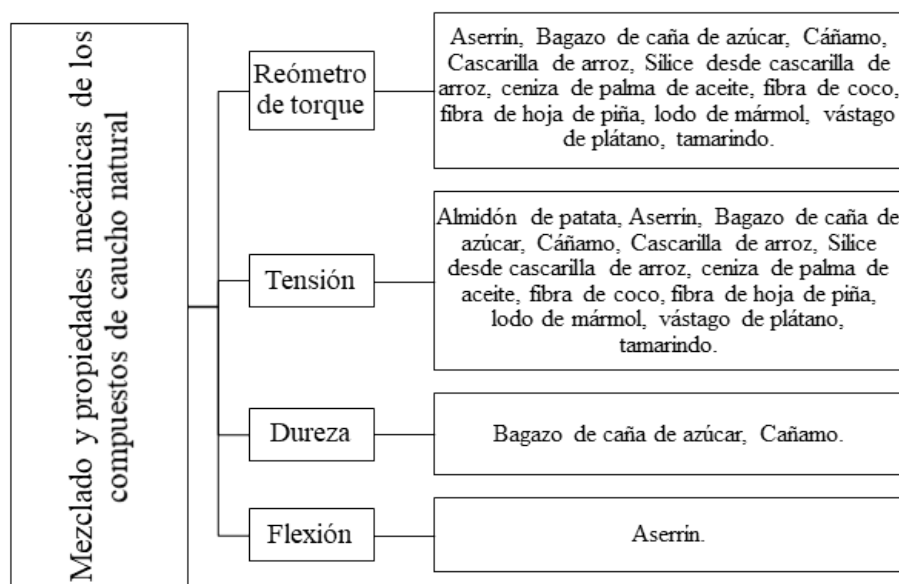 Mezclado y propiedades mecánicas de los
compuestos de caucho natural
Reómetro
de torque
Aserrin, Bagazo de caña de azúcar, Cáñamo,
Cascarilla de arroz, Sílice desde cascarilla de
arroz, ceniza de palma de aceite, fibra de coco,
fibra de hoja de piña, lodo de mármol, vástago
de plátano, tamarindo.
Tensión
Almidón de patata, Aserrin, Bagazo de caña de
azúcar, Cáñamo, Cascarilla de arroz, Sílice
desde cascarilla de arroz, ceniza de palma de
aceite, fibra de coco, fibra de hoja de piña,
lodo de mármol, vástago de plátano,
tamarindo.
Dureza
Bagazo de caña de azúcar, Cañamo.
Flexión
Aserrín.